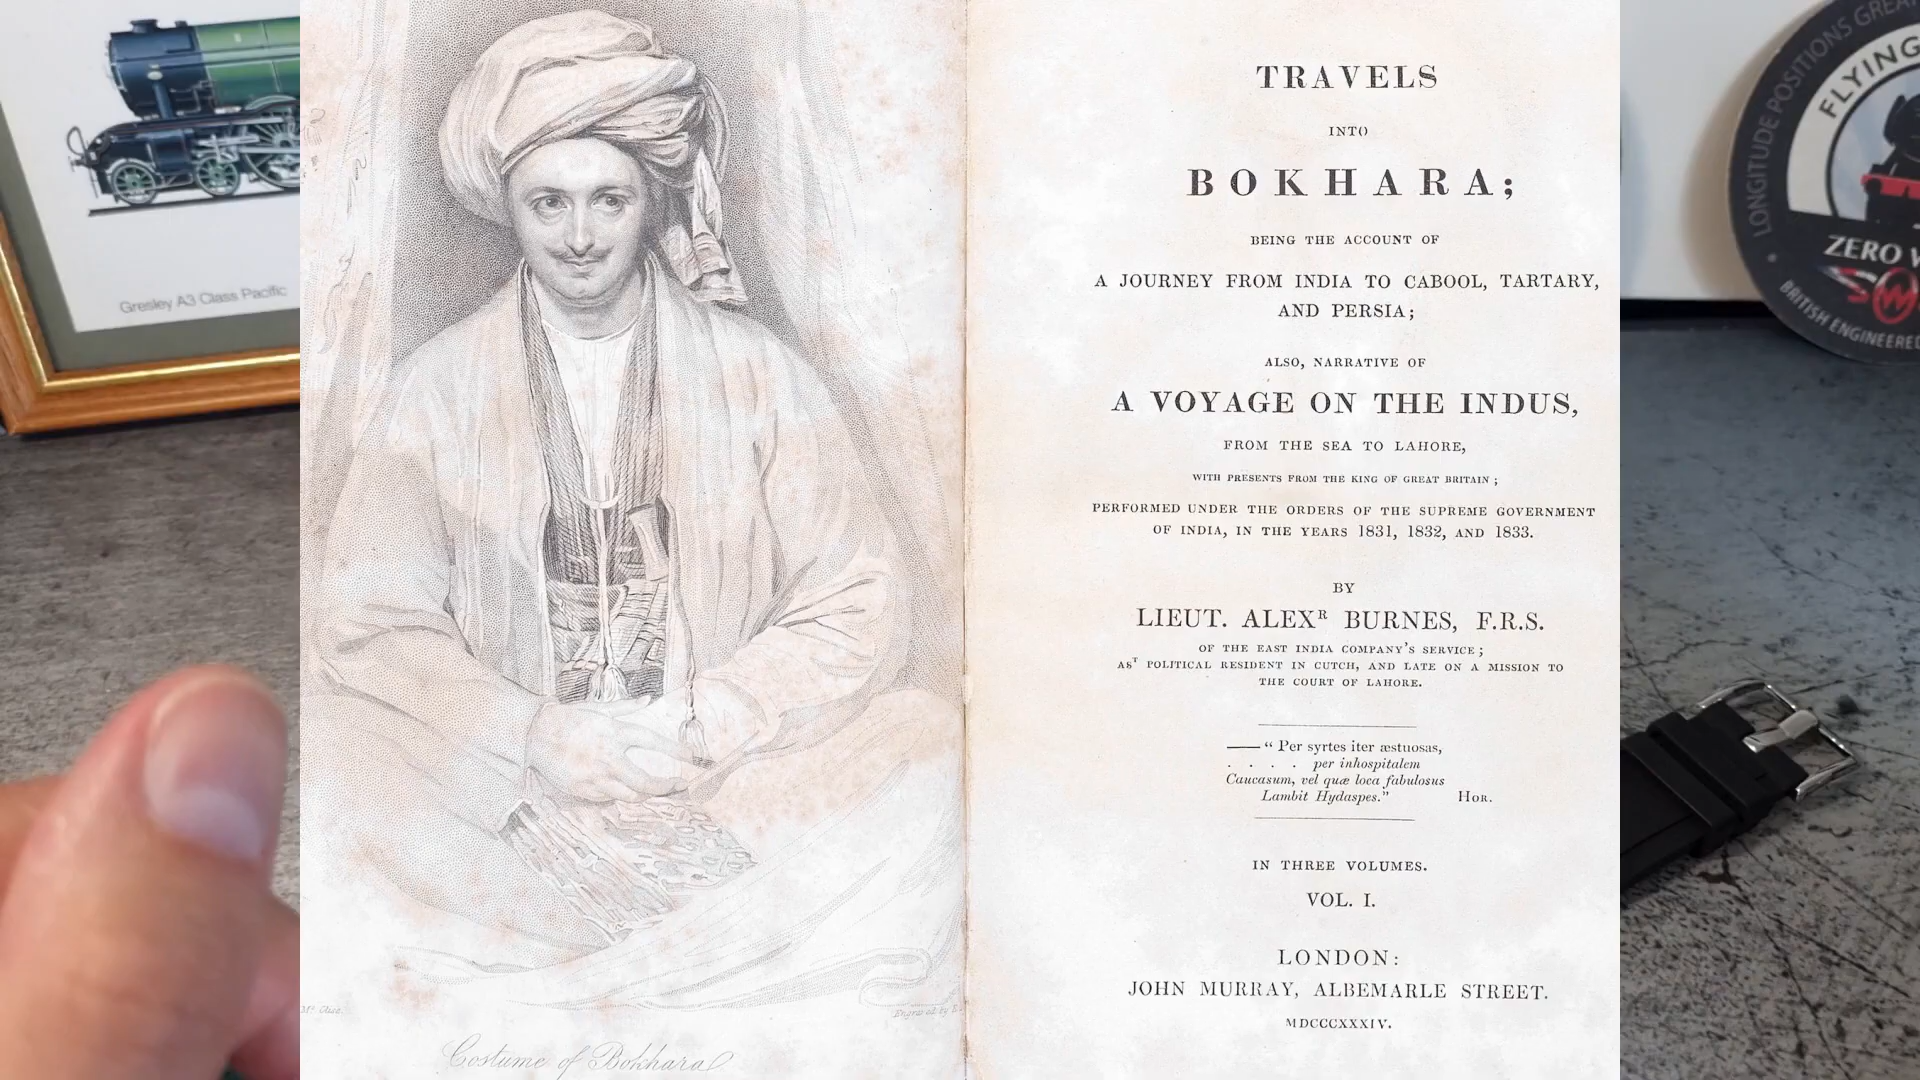 Gresley A3 Class Pacific
Costume of Bokhara
TRAVELS
INTO
BOKHARA;
BEING THE ACCOUNT OF
A JOURNEY FROM INDIA TO CABOOL, TARTARY,
AND PERSIA;
ALSO, NARRATIVE OF
A VOYAGE ON THE INDUS,
FROM THE SEA TO LAHORE,
WITH PRESENTS FROM THE KING OF GREAT BRITAIN;
PERFORMED UNDER THE ORDERS OF THE SUPREME GOVERNMENT
OF INDIA, IN THE YEARS 1831, 1832, AND 1833.
BY
LIEUT. ALEXR BURNES, F.R.S.
OF THE EAST INDIA COMPANY'S SERVICE;
AST POLITICAL RESIDENT IN CUTCH, AND LATE ON A MISSION TO
THE COURT OF LAHORE.
—— “ Per syrtes iter æstuosas,
. . . . per inhospitalem
Caucasum, vel quæ loca fabulosus
Lambit Hydaspes.” HOR.
IN THREE VOLUMES.
VOL. I.
LONDON:
JOHN MURRAY, ALBEMARLE STREET.
MDCCCXXXIV.
Engraved by
LONGITUDE POSITIONS
FLYING
ZERO
BRITISH ENGINEERED